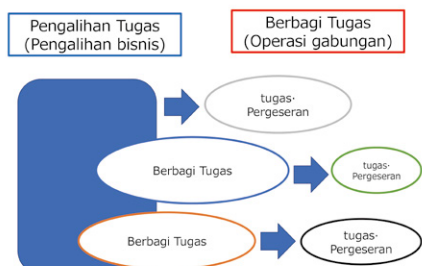 Pengalihan Tugas
(Pengalihan bisnis)
Berbagi Tugas
(Operasi gabungan)
tugas·
Pergeseran
Berbagi Tugas
tugas·
Pergeseran
Berbagi Tugas
tugas·
Pergeseran